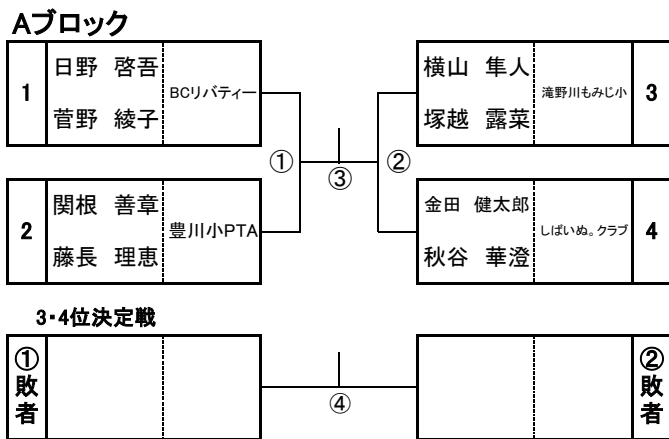 Aブロック
1
日野 啓吾
菅野 綾子
BCリバティー
2
関根 善章
藤長 理恵
豊川小PTA
①
③
②
横山 隼人
塚越 露菜
滝野川もみじ小
3
金田 健太郎
秋谷 華澄
しばいぬ。クラブ
4
3・4位決定戦
①敗者
④
②敗者